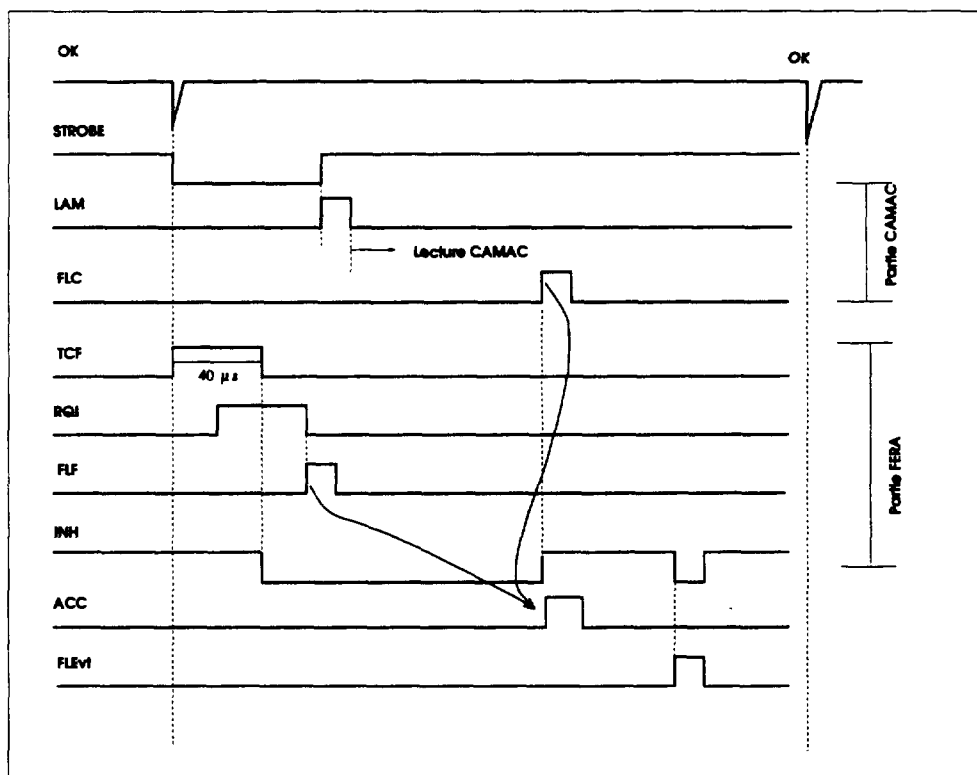 OK
OK
STROBE
LAM
Lecture CAMAC
FLC
Partie CAMAC
TCF
40 μs
RQI
FLF
INH
Partie FERA
ACC
FLEvt